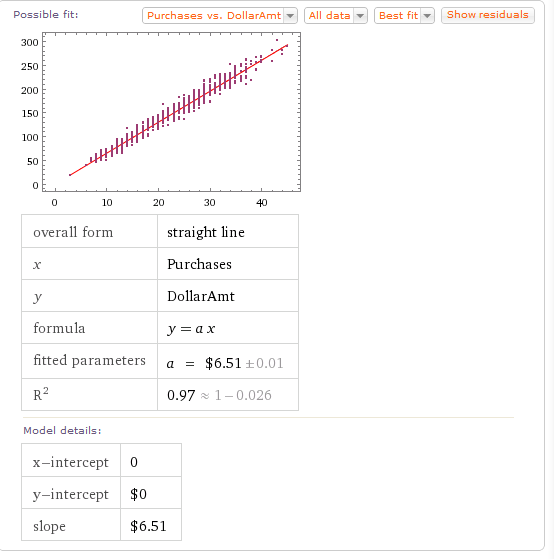 Possible fit: Purchases vs. DollarAmt All data Best fit Show residuals
300
250
200
150
100
50
0
0 10 20 30 40
overall form straight line
x Purchases
y DollarAmt
formula y = a x
fitted parameters a = $6.51 ±0.01
R² 0.97 ≈ 1 − 0.026
Model details:
x−intercept 0
y−intercept $0
slope $6.51